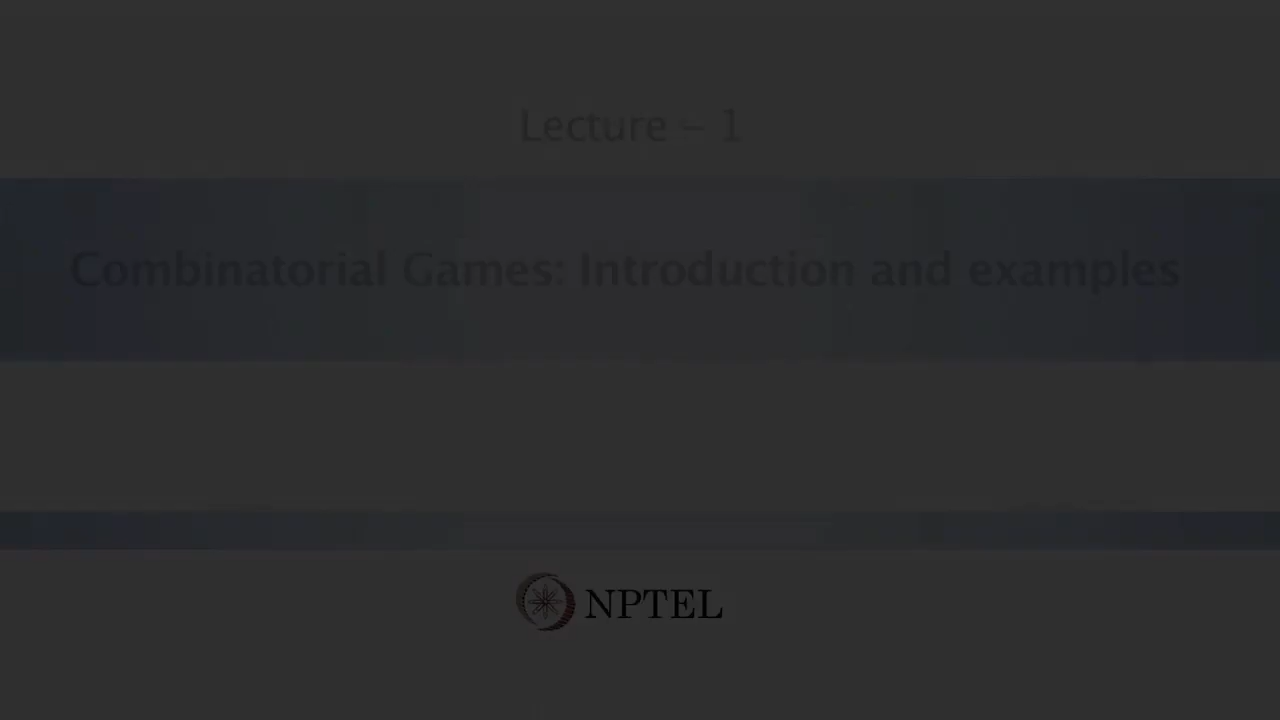 Lecture – 1
Combinatorial Games: Introduction and examples
NPTEL